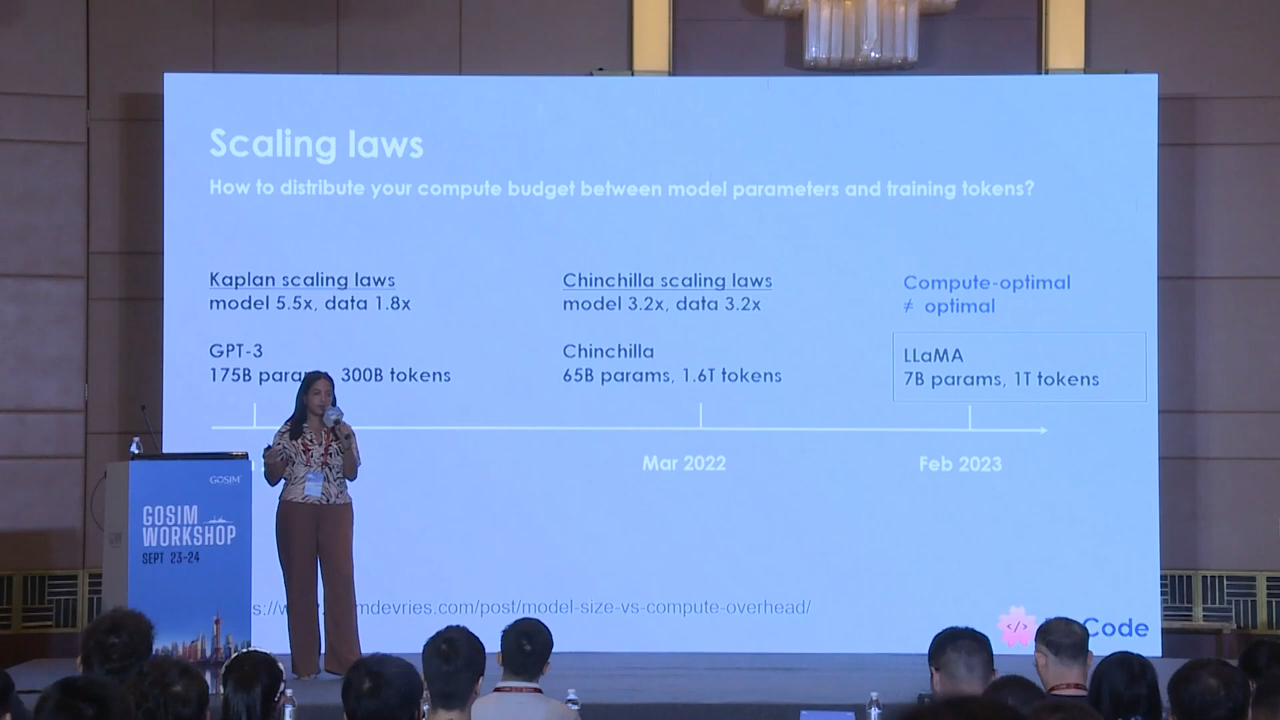 Scaling laws
How to distribute your compute budget between model parameters and training tokens?
Kaplan scaling laws
model 5.5x, data 1.8x
GPT-3
175B 300B tokens
Chinchilla scaling laws
model 3.2x, data 3.2x
Chinchilla
65B params, 1.6T tokens
Compute-optimal
≠ optimal
LLaMA
7B params, 1T tokens
Mar 2022
Feb 2023
mdevries.com/post/model-size-vs-compute-overhead/
Code
GOSIM
GOSIM
WORKSHOP
SEPT 23-24